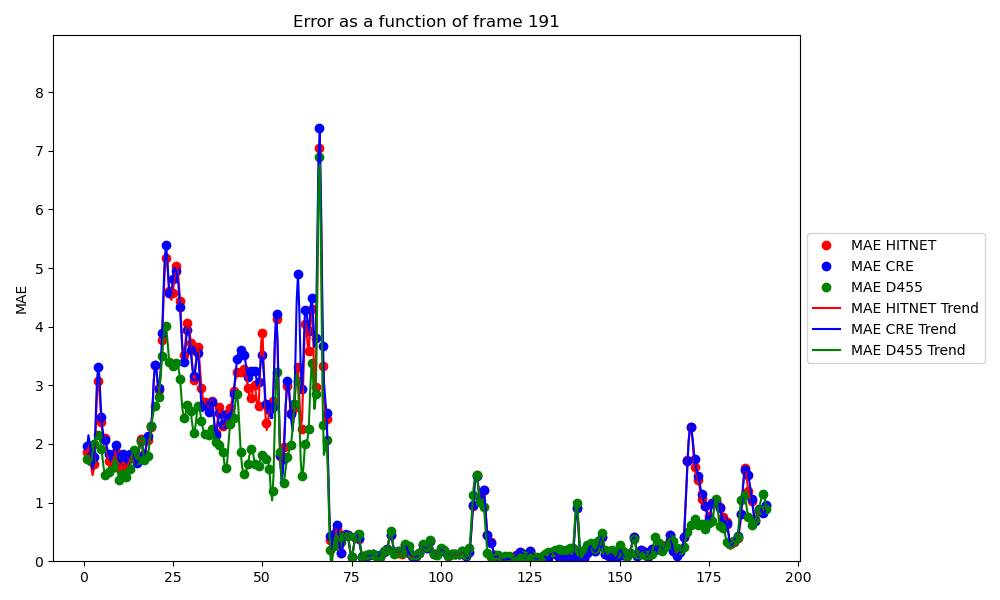 Error as a function of frame 191
MAE
8
7
6
5
4
3
2
1
0
0 25 50 75 100 125 150 175 200
MAE HITNET
MAE CRE
MAE D455
MAE HITNET Trend
MAE CRE Trend
MAE D455 Trend